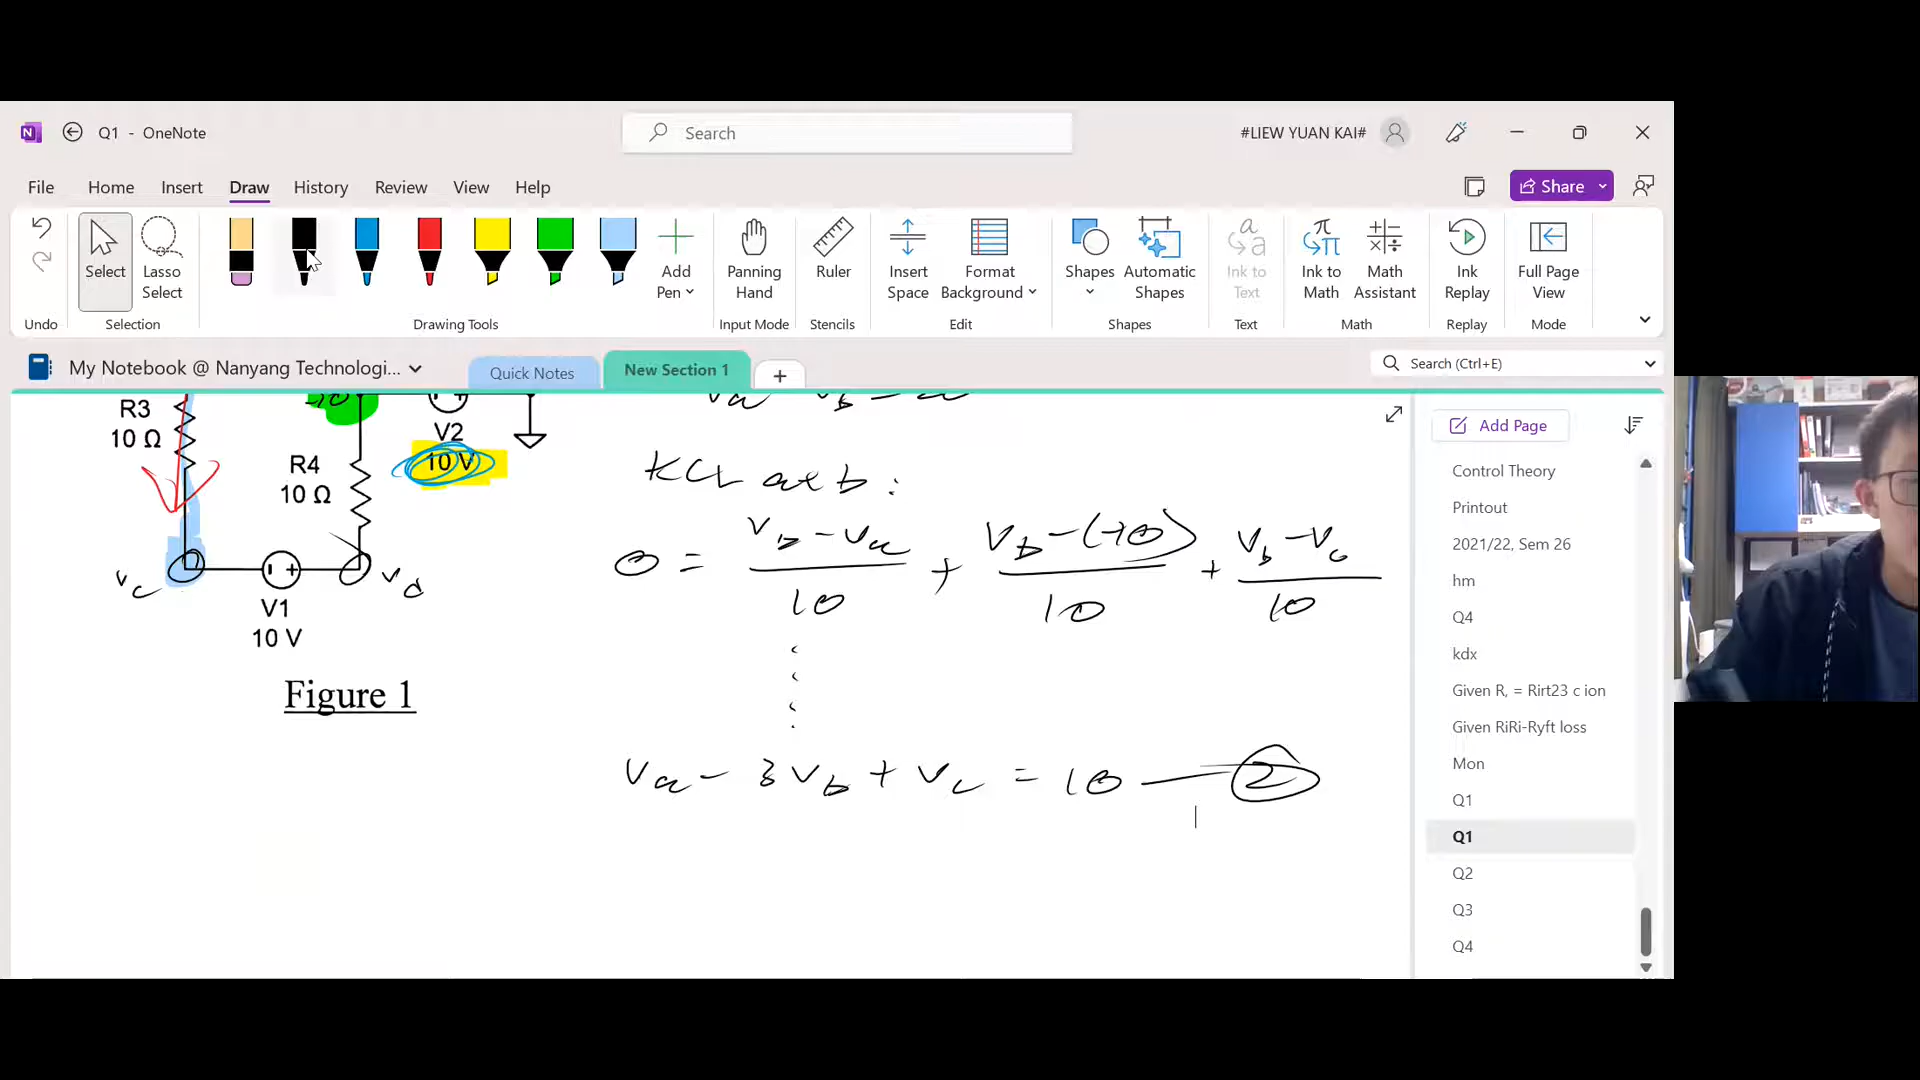 Q1 - OneNote
Search
#LIEW YUAN KAI#
File Home Insert Draw History Review View Help
Share
Select
Lasso Select
Add Pen
Panning Hand
Ruler
Insert Space
Format Background
Shapes
Automatic Shapes
Ink to Text
Ink to Math
Math Assistant
Ink Replay
Full Page View
Undo
Selection
Drawing Tools
Input Mode
Stencils
Edit
Shapes
Text
Math
Replay
Mode
My Notebook @ Nanyang Technologi...
Quick Notes
New Section 1
+
Search (Ctrl+E)
R3
10 Ω
V2
10 V
R4
10 Ω
Vc
V1
10 V
Vd
Figure 1
KCL at b:
0 = Vb - Va / 10 + Vb - (-10) / 10 + Vb - Vc / 10
Va - 3Vb + Vc = 10 — 2
Add Page
Control Theory
Printout
2021/22, Sem 26
hm
Q4
kdx
Given R, = Rirt23 c ion
Given RiRi-Ryft loss
Mon
Q1
Q1
Q2
Q3
Q4